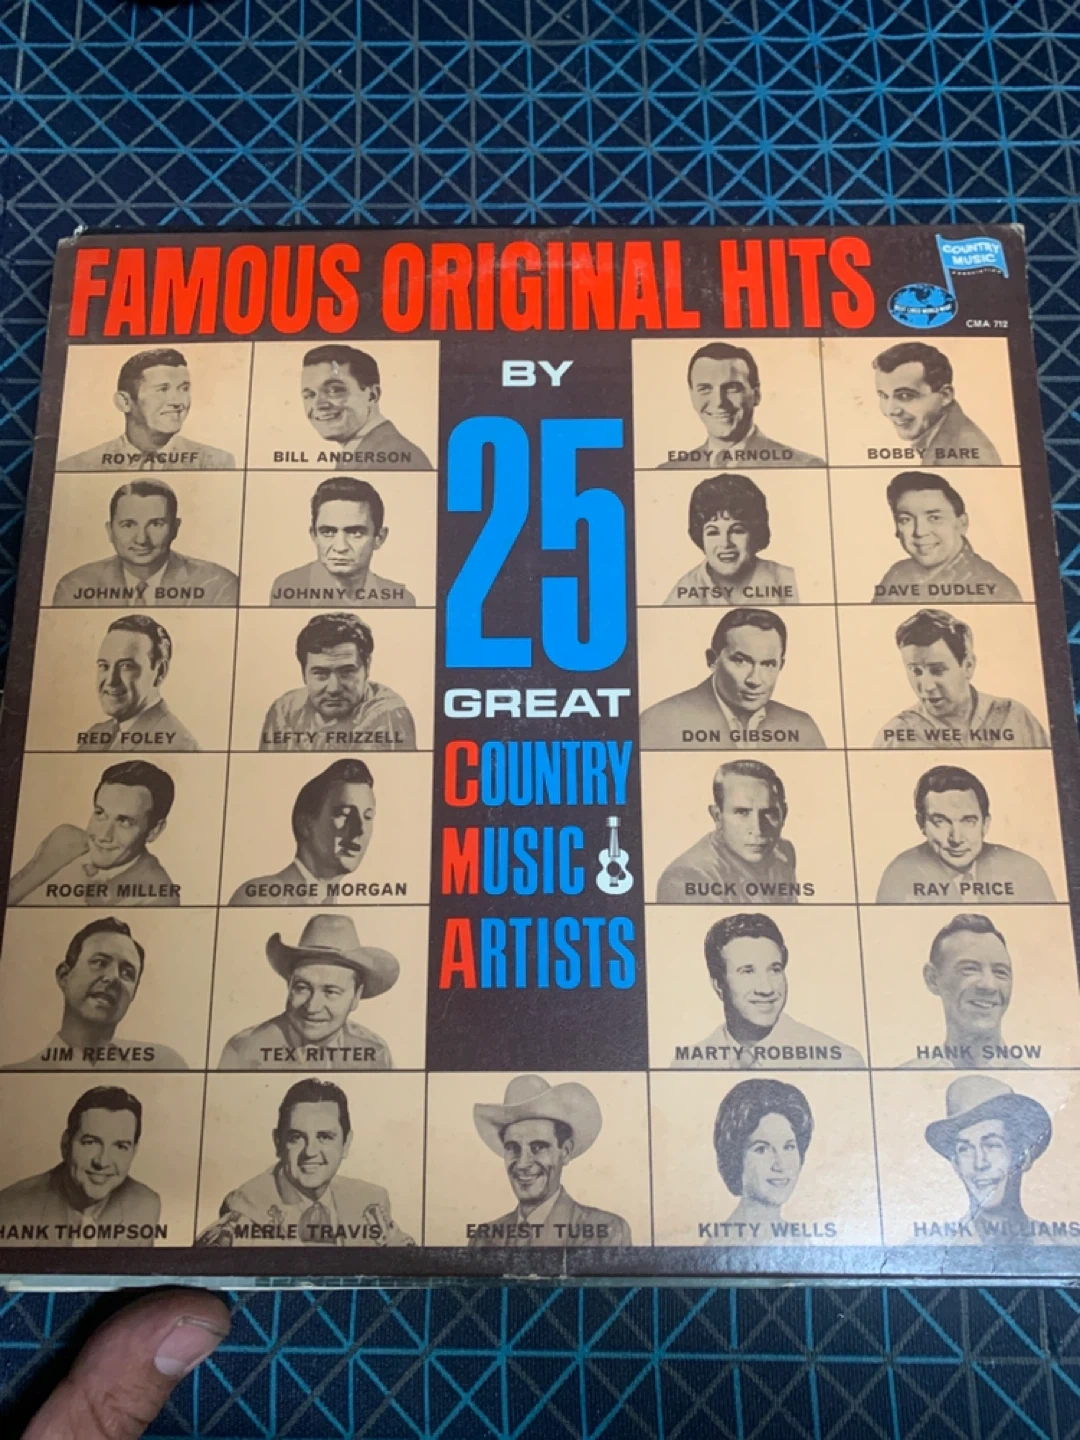 FAMOUS ORIGINAL HITS
COUNTRY
MUSIC
CMA 712
BY
25
GREAT
COUNTRY
MUSIC
ARTISTS
ROY ACUFF
BILL ANDERSON
EDDY ARNOLD
BOBBY BARE
JOHNNY BOND
JOHNNY CASH
PATSY CLINE
DAVE DUDLEY
RED FOLEY
LEFTY FRIZZELL
DON GIBSON
PEE WEE KING
ROGER MILLER
GEORGE MORGAN
BUCK OWENS
RAY PRICE
JIM REEVES
TEX RITTER
MARTY ROBBINS
HANK SNOW
HANK THOMPSON
MERLE TRAVIS
ERNEST TUBB
KITTY WELLS
HANK WILLIAMS